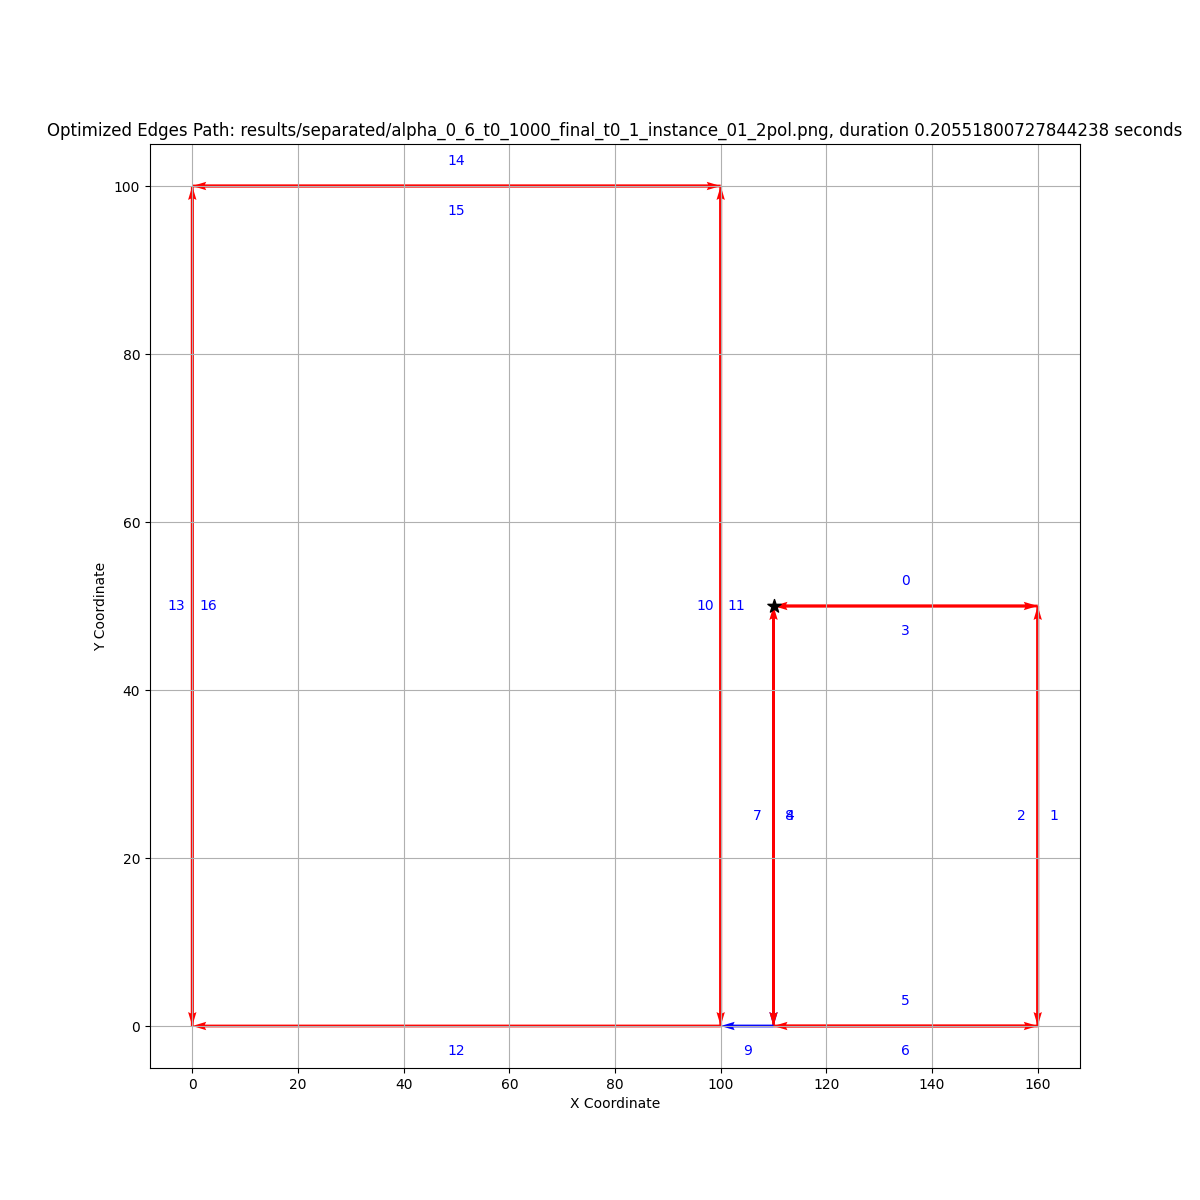 Optimized Edges Path: results/separated/alpha_0_6_t0_1000_final_t0_1_instance_01_2pol.png, duration 0.20551800727844238 seconds
14
100
15
80
60
0
13 16 10 11
3
40
7 8 4 2 1
20
5
0
12 9 6
0 20 40 60 80 100 120 140 160
X Coordinate
Y Coordinate